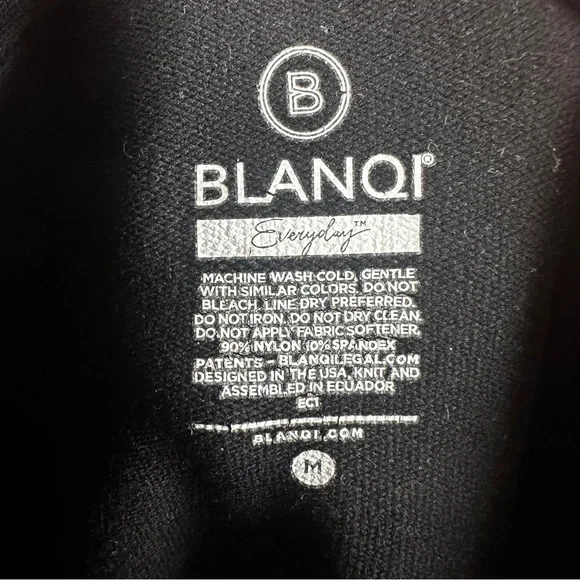 B
BLANQI®
Everyday™
MACHINE WASH COLD, GENTLE
WITH SIMILAR COLORS. DO NOT
BLEACH. LINE DRY PREFERRED.
DO NOT IRON. DO NOT DRY CLEAN.
DO NOT APPLY FABRIC SOFTENER.
90% NYLON 10% SPANDEX
PATENTS - BLANQILEGAL.COM
DESIGNED IN THE USA, KNIT AND
ASSEMBLED IN ECUADOR
EC1
BLANQI.COM
M